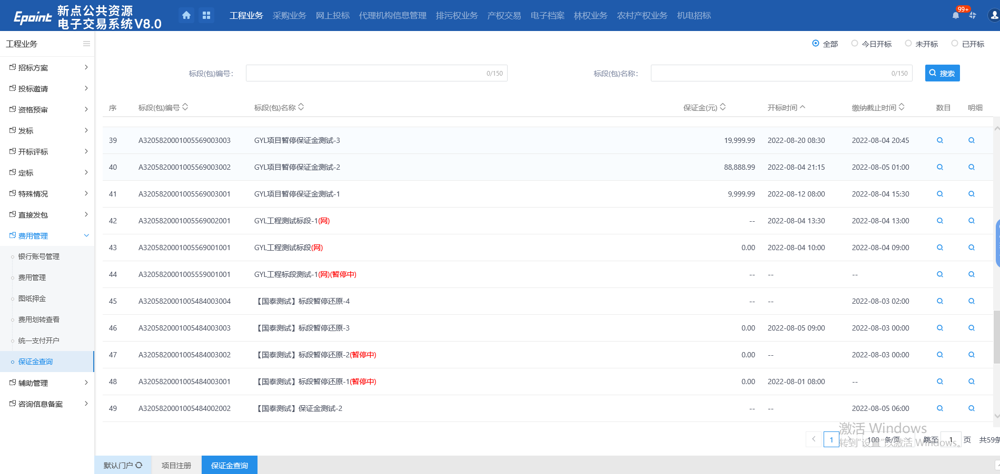 Epoint 新点公共资源
电子交易系统V8.0
工程业务 采购业务 网上投标 代理机构信息管理 排污权业务 产权交易 电子档案 林权业务 农村产权业务 机电招标
99+
工程业务
招标方案
投标邀请
资格预审
发标
开标评标
定标
特殊情况
直接发包
费用管理
银行账号管理
费用管理
图纸押金
费用划转查看
统一支付开户
保证金查询
辅助管理
咨询信息备案
全部 今日开标 未开标 已开标
标段(包)编号： 0/150 标段(包)名称： 0/150 搜索
序 标段(包)编号 标段(包)名称 保证金(元) 开标时间 缴纳截止时间 数目 明细
39 A3205820001005569003003 GYL项目暂停保证金测试-3 19,999.99 2022-08-20 08:30 2022-08-04 20:45
40 A3205820001005569003002 GYL项目暂停保证金测试-2 88,888.99 2022-08-04 21:15 2022-08-05 01:00
41 A3205820001005569003001 GYL项目暂停保证金测试-1 9,999.99 2022-08-12 08:00 2022-08-04 15:30
42 A3205820001005569002001 GYL工程测试标段-1(网) -- 2022-08-04 13:30 2022-08-04 13:00
43 A3205820001005569001001 GYL工程测试标段(网) 0.00 2022-08-04 10:00 2022-08-04 09:00
44 A3205820001005559001001 GYL工程标段测试-1(网)(暂停中) -- -- --
45 A3205820001005484003004 【国泰测试】标段暂停还原-4 -- -- 2022-08-03 02:00
46 A3205820001005484003003 【国泰测试】标段暂停还原-3 0.00 2022-08-05 09:00 2022-08-03 00:00
47 A3205820001005484003002 【国泰测试】标段暂停还原-2(暂停中) 0.00 -- 2022-08-03 00:00
48 A3205820001005484003001 【国泰测试】标段暂停还原-1(暂停中) 0.00 2022-08-01 08:00 --
49 A3205820001005484002002 【国泰测试】保证金测试-2 -- -- 2022-08-05 06:00
激活 Windows
转到"设置"以激活 Windows。
1 100 条/页 跳至 1 页 共59条
默认门户 项目注册 保证金查询